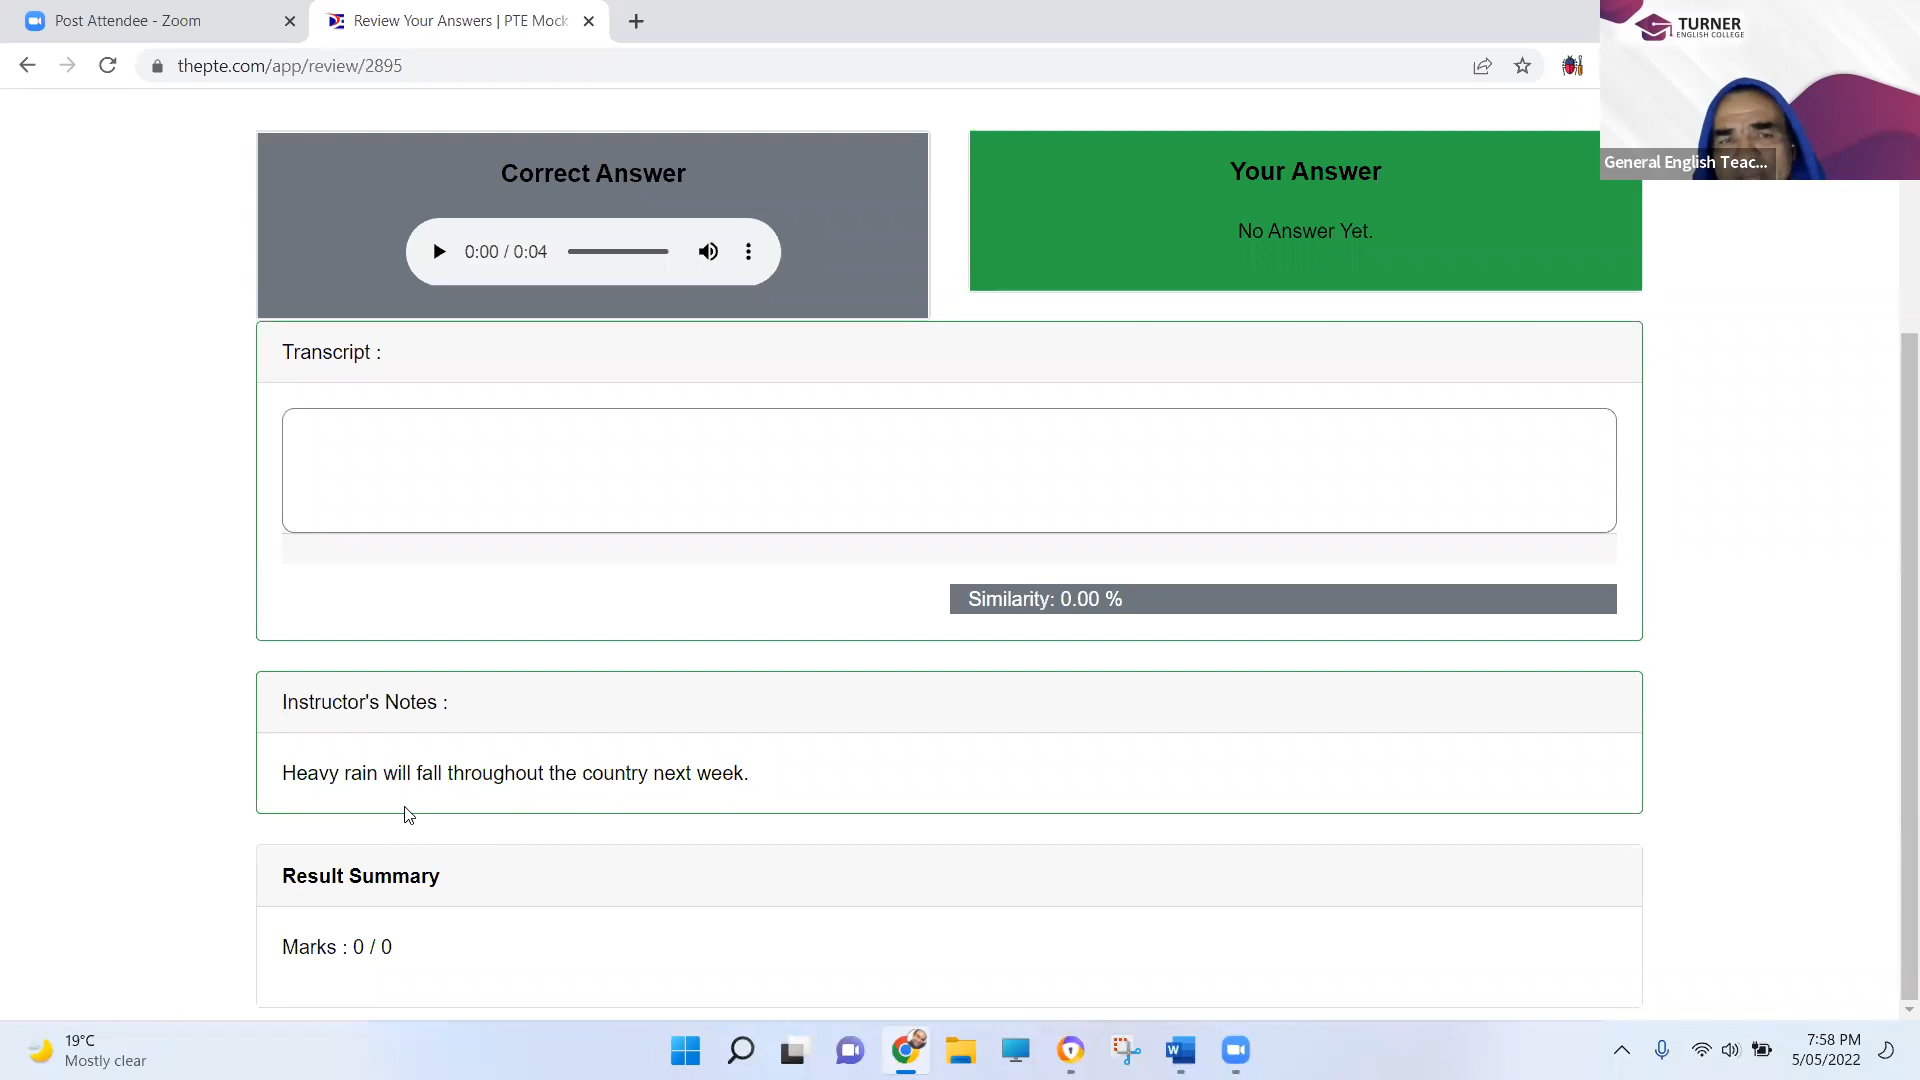 Post Attendee - Zoom
Review Your Answers | PTE Mock
thepte.com/app/review/2895
TURNER
ENGLISH COLLEGE
General English Teac...
Correct Answer
0:00 / 0:04
Your Answer
No Answer Yet.
Transcript :
Similarity: 0.00 %
Instructor's Notes :
Heavy rain will fall throughout the country next week.
Result Summary
Marks : 0 / 0
19°C
Mostly clear
7:58 PM
5/05/2022